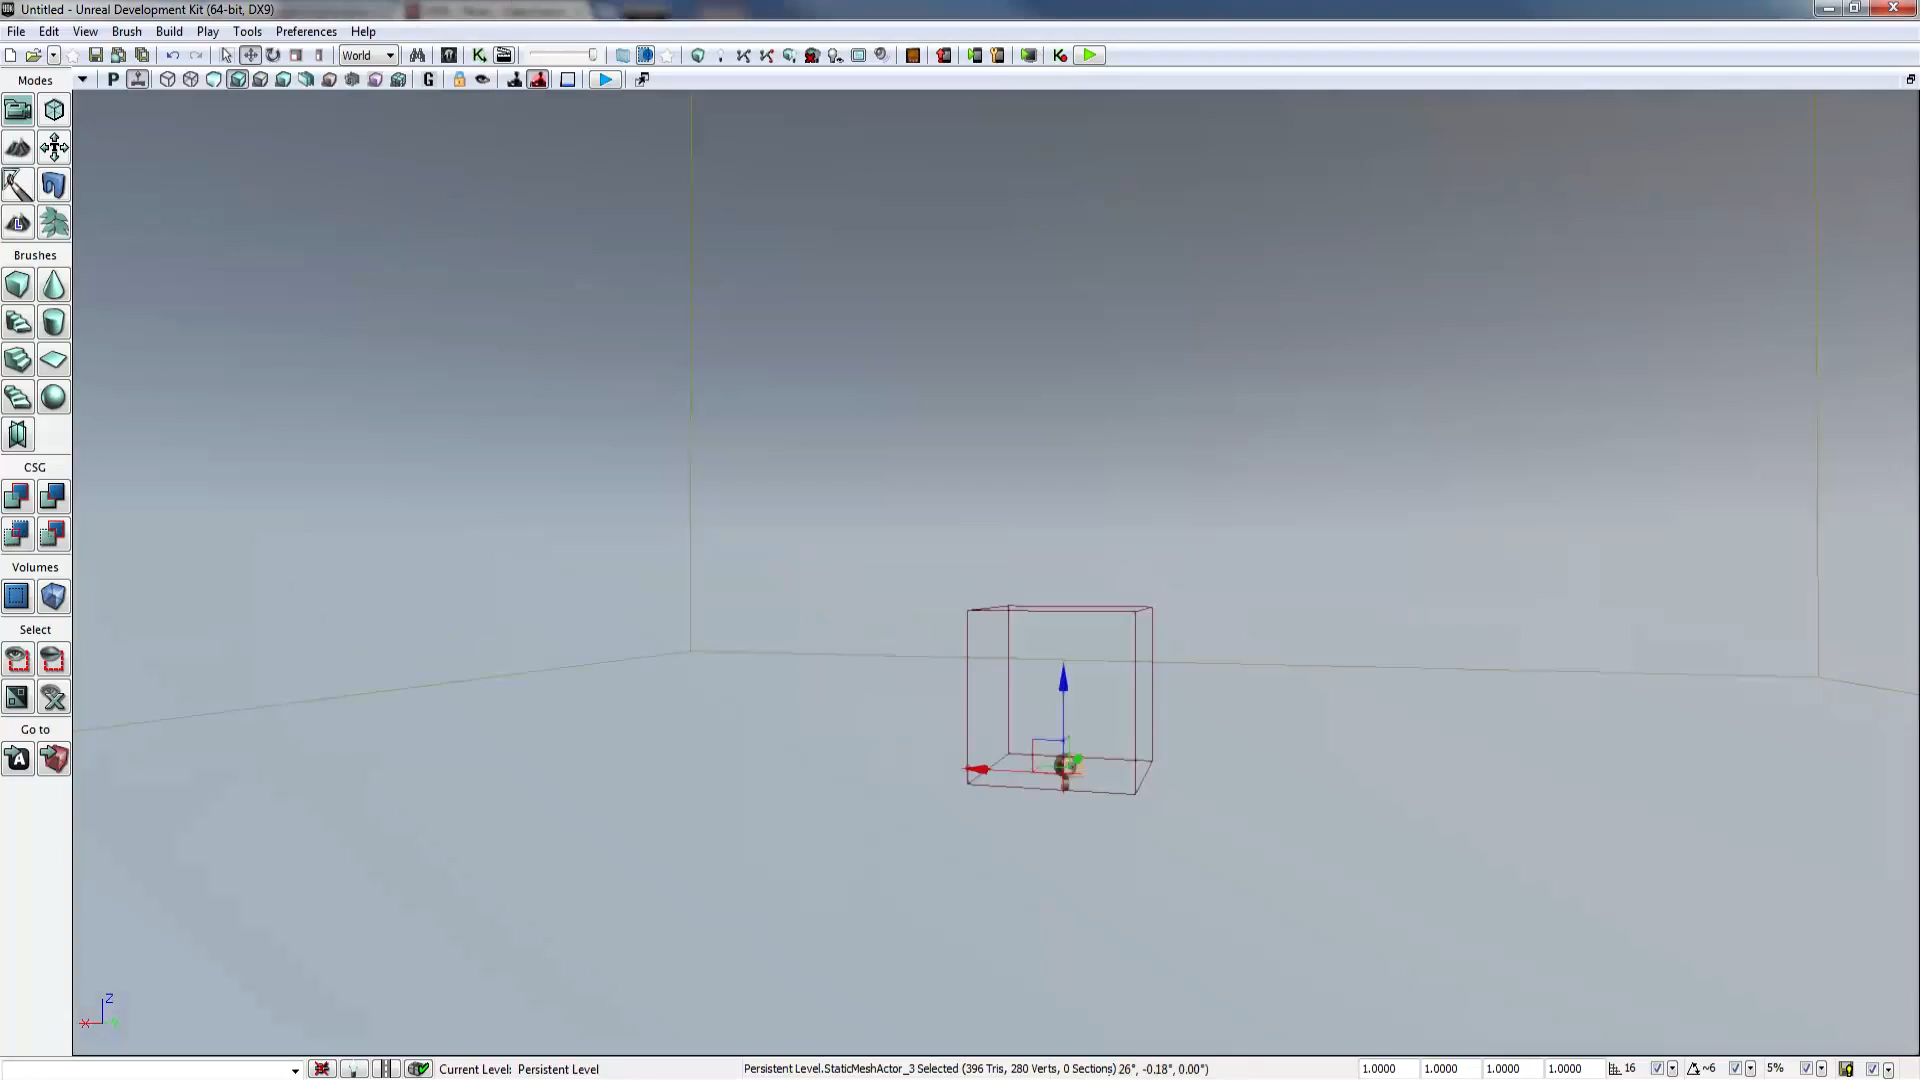 Untitled - Unreal Development Kit (64-bit, DX9)
File Edit View Brush Build Play Tools Preferences Help
World
Modes
P G
Brushes
CSG
Volumes
Select
Go to
Z
X
Current Level: Persistent Level
Persistent Level.StaticMeshActor_3 Selected (396 Tris, 280 Verts, 0 Sections) 26°, -0.18°, 0.00°)
1.0000 1.0000 1.0000 1.0000 16 ~6 5%